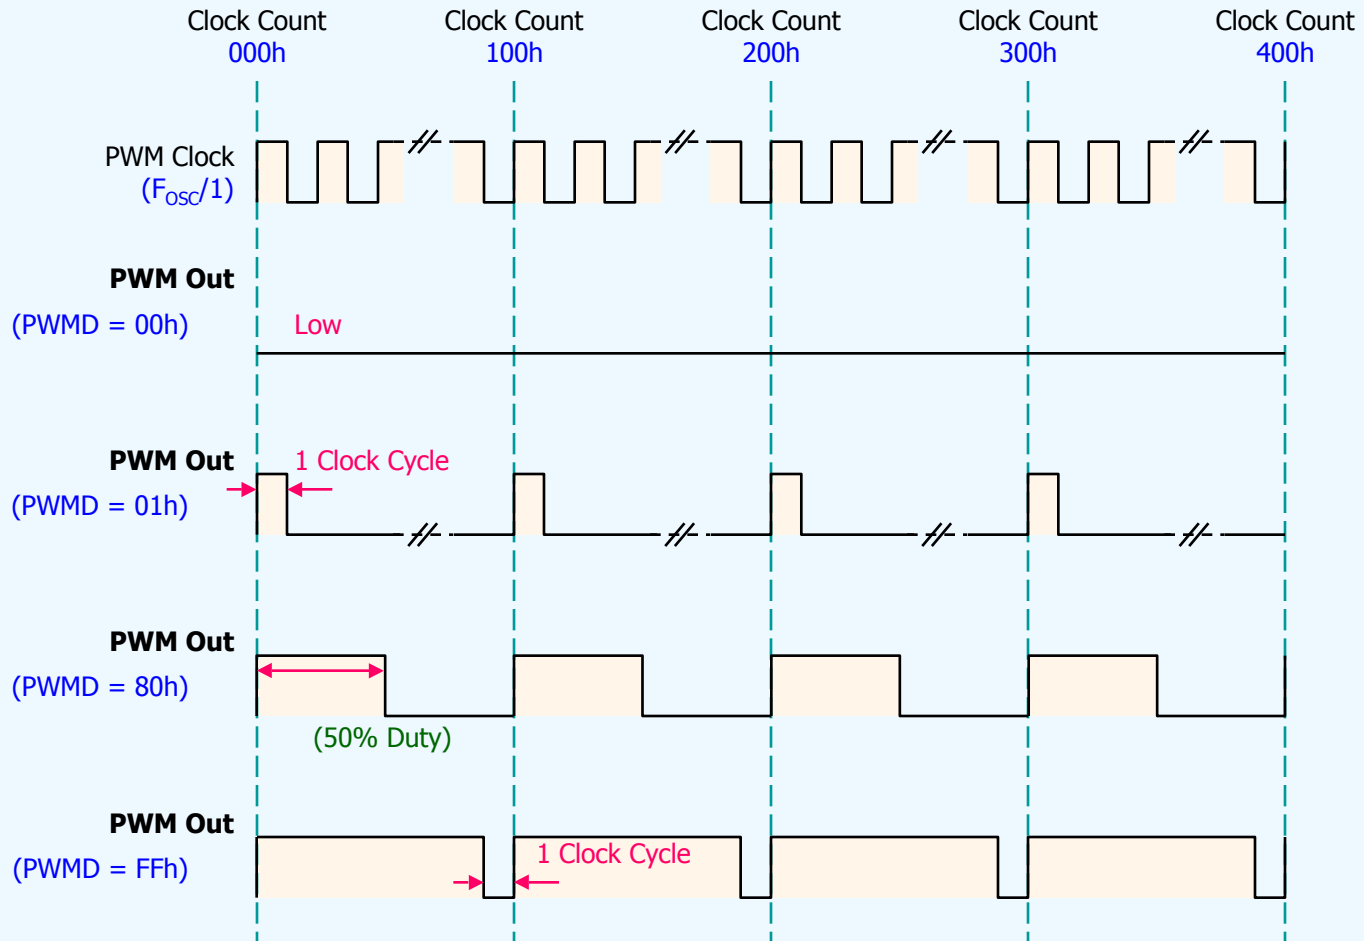 Clock Count Clock Count Clock Count Clock Count Clock Count
000h 100h 200h 300h 400h
PWM Clock
(FOSC/1)
PWM Out
(PWMD = 00h) Low
PWM Out 1 Clock Cycle
(PWMD = 01h)
PWM Out
(PWMD = 80h)
(50% Duty)
PWM Out
1 Clock Cycle
(PWMD = FFh)